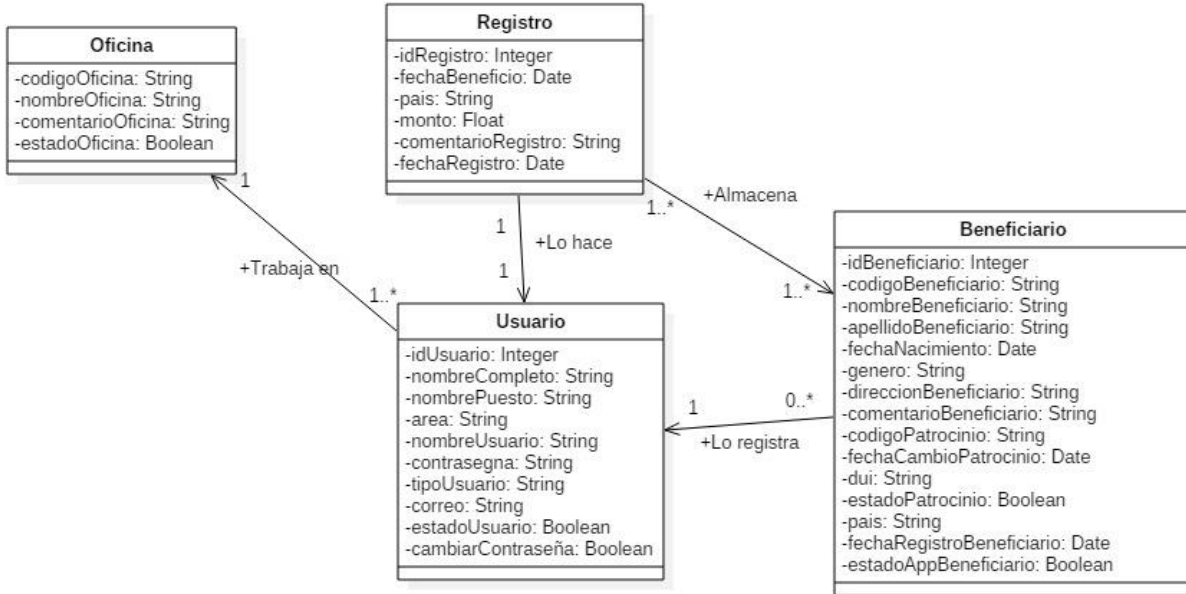 Oficina
-codigoOficina: String
-nombreOficina: String
-comentarioOficina: String
-estadoOficina: Boolean
Registro
-idRegistro: Integer
-fechaBeneficio: Date
-pais: String
-monto: Float
-comentarioRegistro: String
-fechaRegistro: Date
1
+Trabaja en
1..*
1
+Lo hace
1
1..*
+Almacena
1..*
Usuario
-idUsuario: Integer
-nombreCompleto: String
-nombrePuesto: String
-area: String
-nombreUsuario: String
-contrasegna: String
-tipoUsuario: String
-correo: String
-estadoUsuario: Boolean
-cambiarContraseña: Boolean
1
0..*
+Lo registra
Beneficiario
-idBeneficiario: Integer
-codigoBeneficiario: String
-nombreBeneficiario: String
-apellidoBeneficiario: String
-fechaNacimiento: Date
-genero: String
-direccionBeneficiario: String
-comentarioBeneficiario: String
-codigoPatrocinio: String
-fechaCambioPatrocinio: Date
-dui: String
-estadoPatrocinio: Boolean
-pais: String
-fechaRegistroBeneficiario: Date
-estadoAppBeneficiario: Boolean